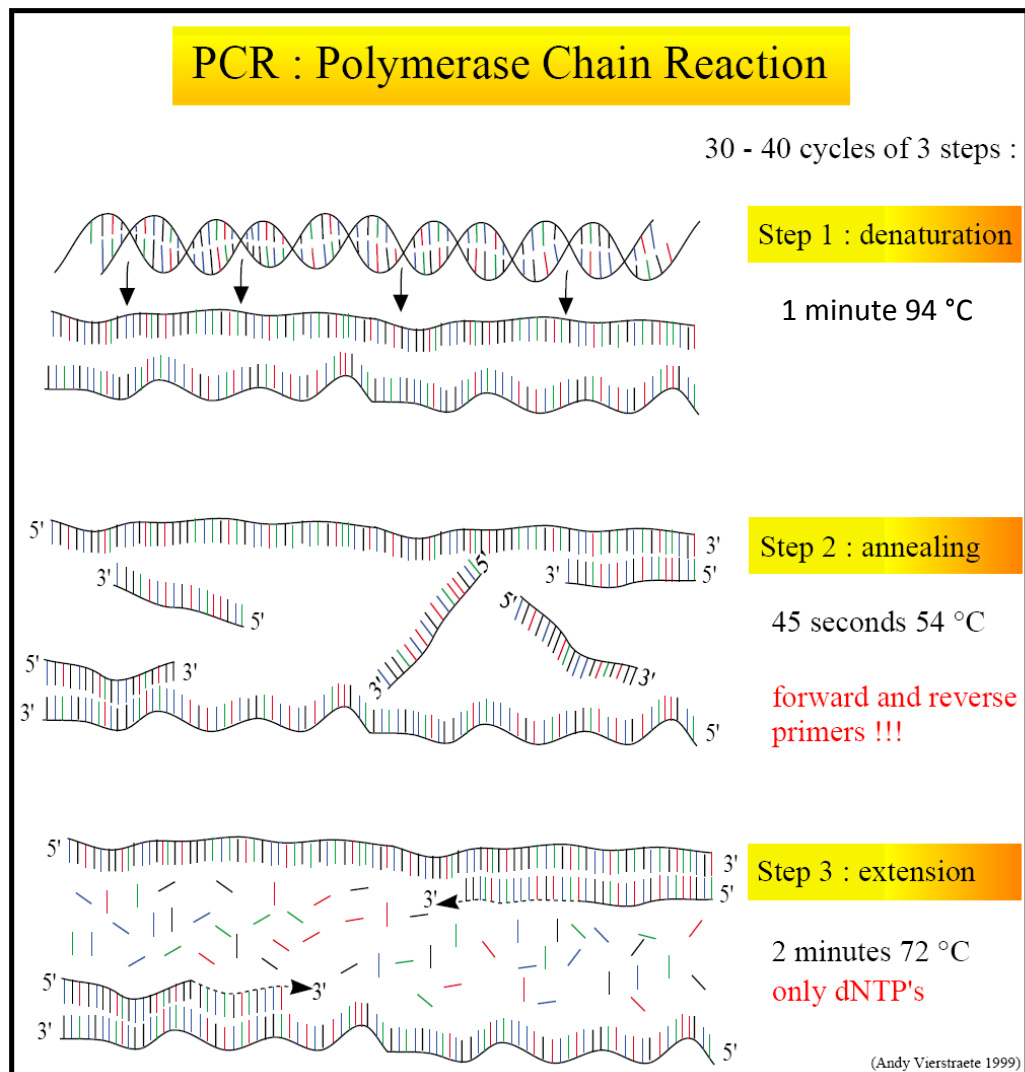 PCR : Polymerase Chain Reaction
30 - 40 cycles of 3 steps :
Step 1 : denaturation
1 minute 94 °C
5'
3'
Step 2 : annealing
3'
5'
3'
5'
5'
5'
45 seconds 54 °C
5'
3'
3'
3'
forward and reverse
primers !!!
3'
5'
5'
3'
Step 3 : extension
3'
5'
2 minutes 72 °C
only dNTP's
5'
3'
3'
5'
(Andy Vierstraete 1999)